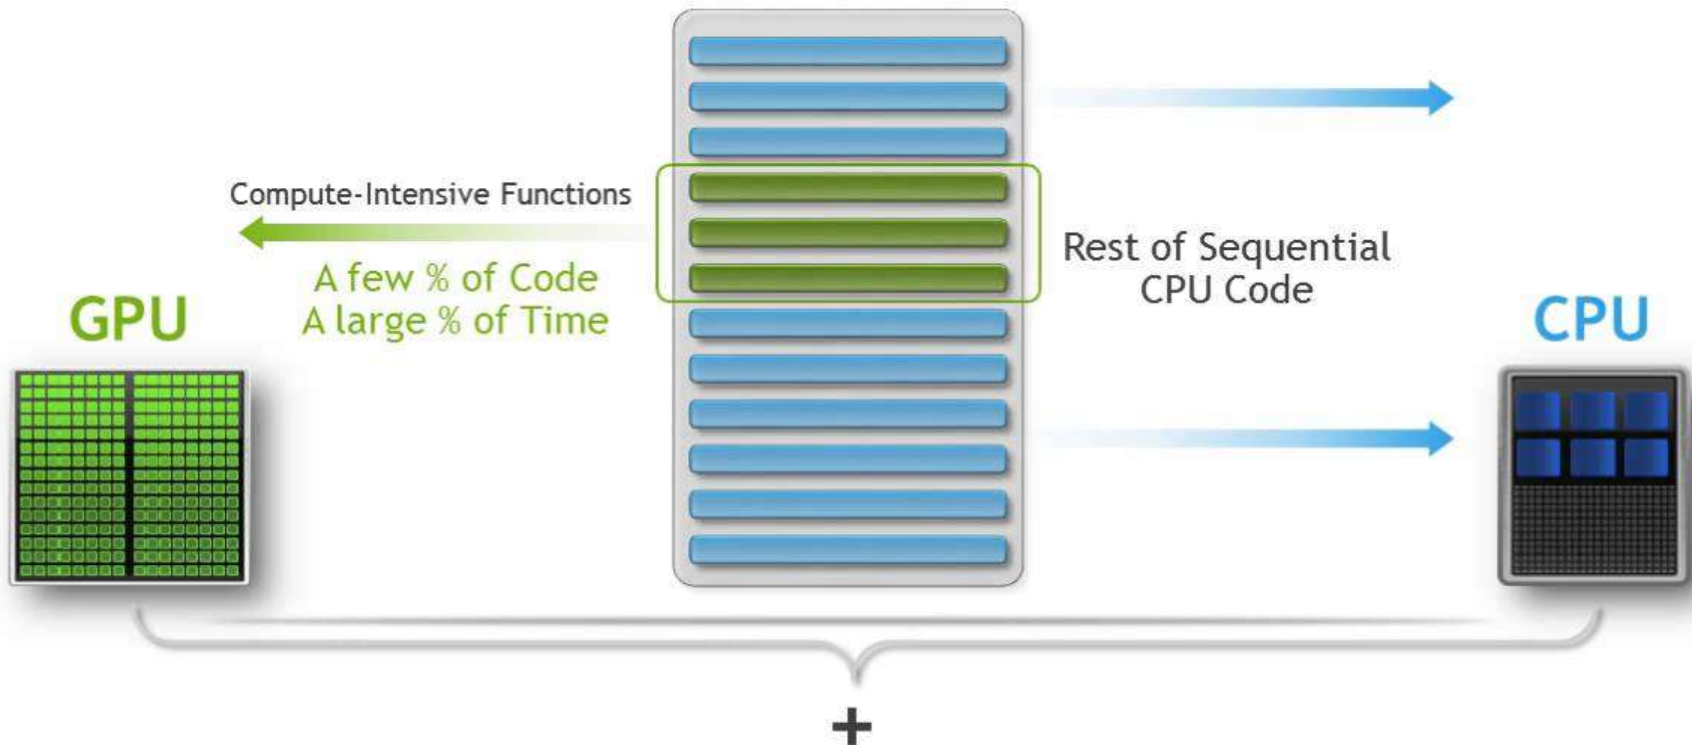 Compute-Intensive Functions
A few % of Code
A large % of Time
GPU
Rest of Sequential
CPU Code
CPU
+